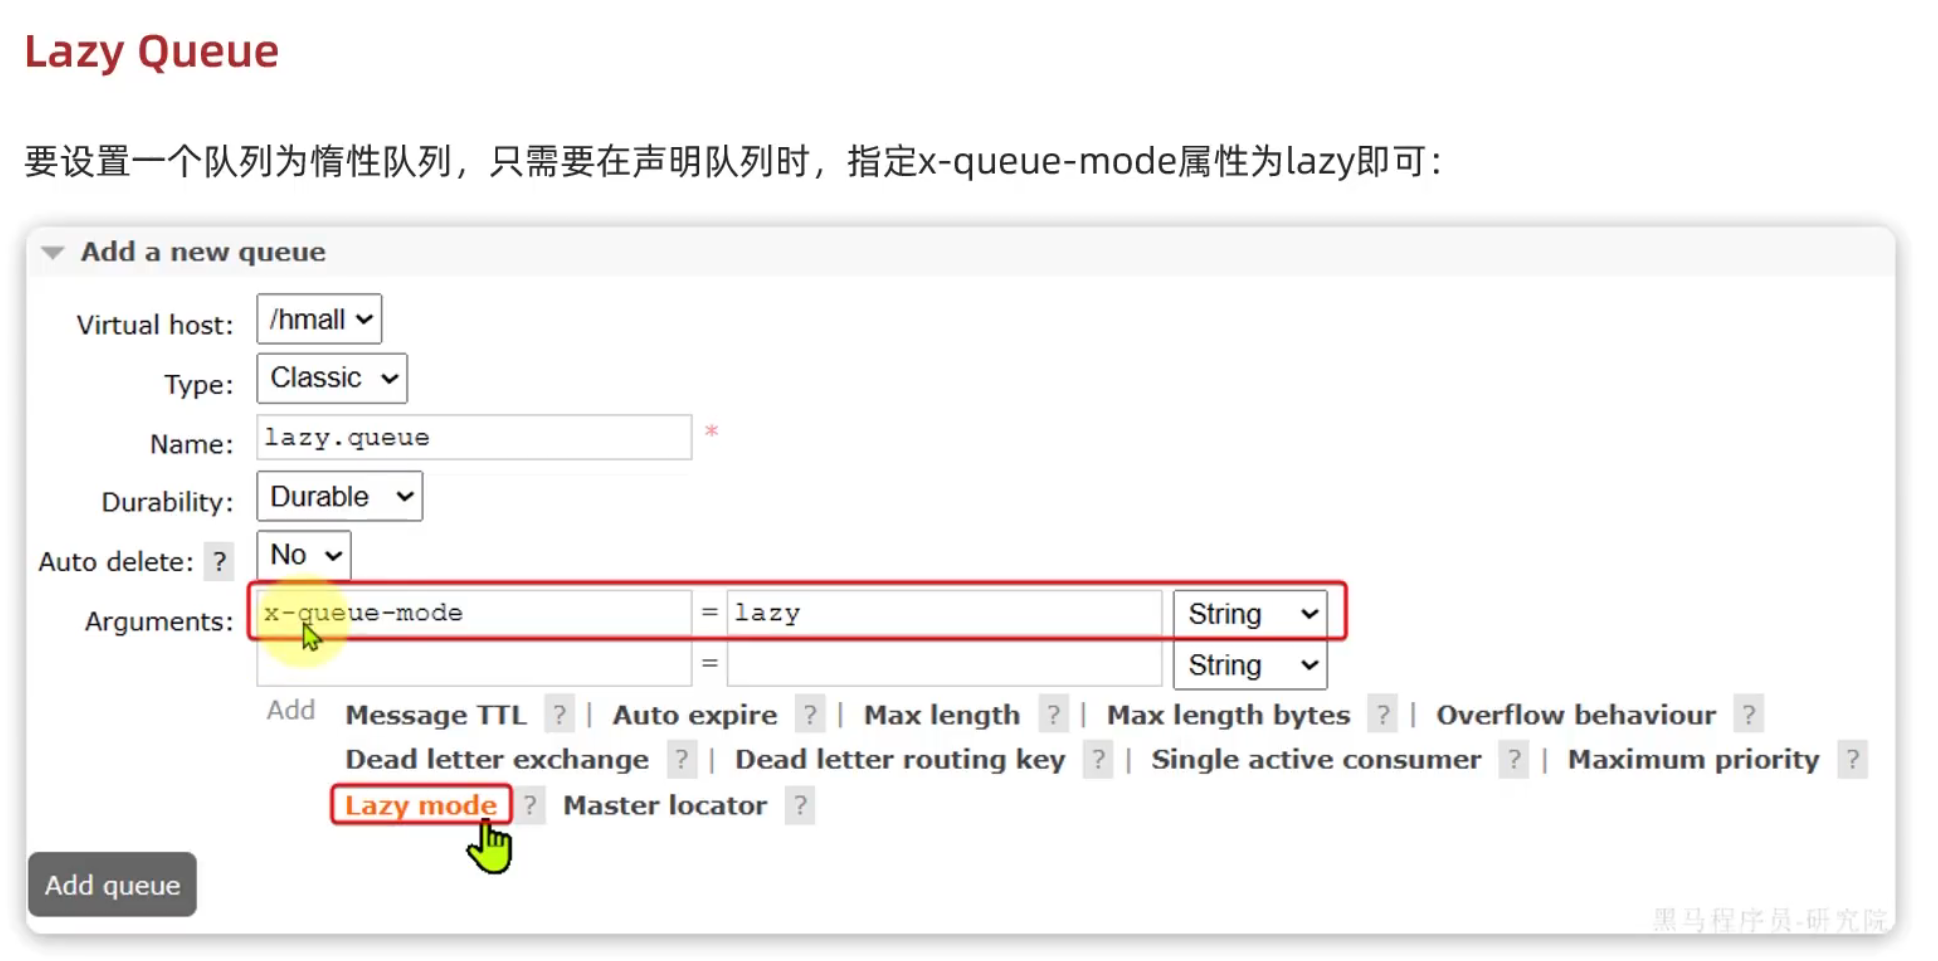 Lazy Queue
要设置一个队列为惰性队列，只需要在声明队列时，指定x-queue-mode属性为lazy即可：
Add a new queue
Virtual host: /hmall
Type: Classic
Name: lazy.queue *
Durability: Durable
Auto delete: ? No
Arguments: x-queue-mode = lazy String
= String
Add Message TTL ? | Auto expire ? | Max length ? | Max length bytes ? | Overflow behaviour ?
Dead letter exchange ? | Dead letter routing key ? | Single active consumer ? | Maximum priority ?
Lazy mode ? Master locator ?
Add queue
黑马程序员-研究院